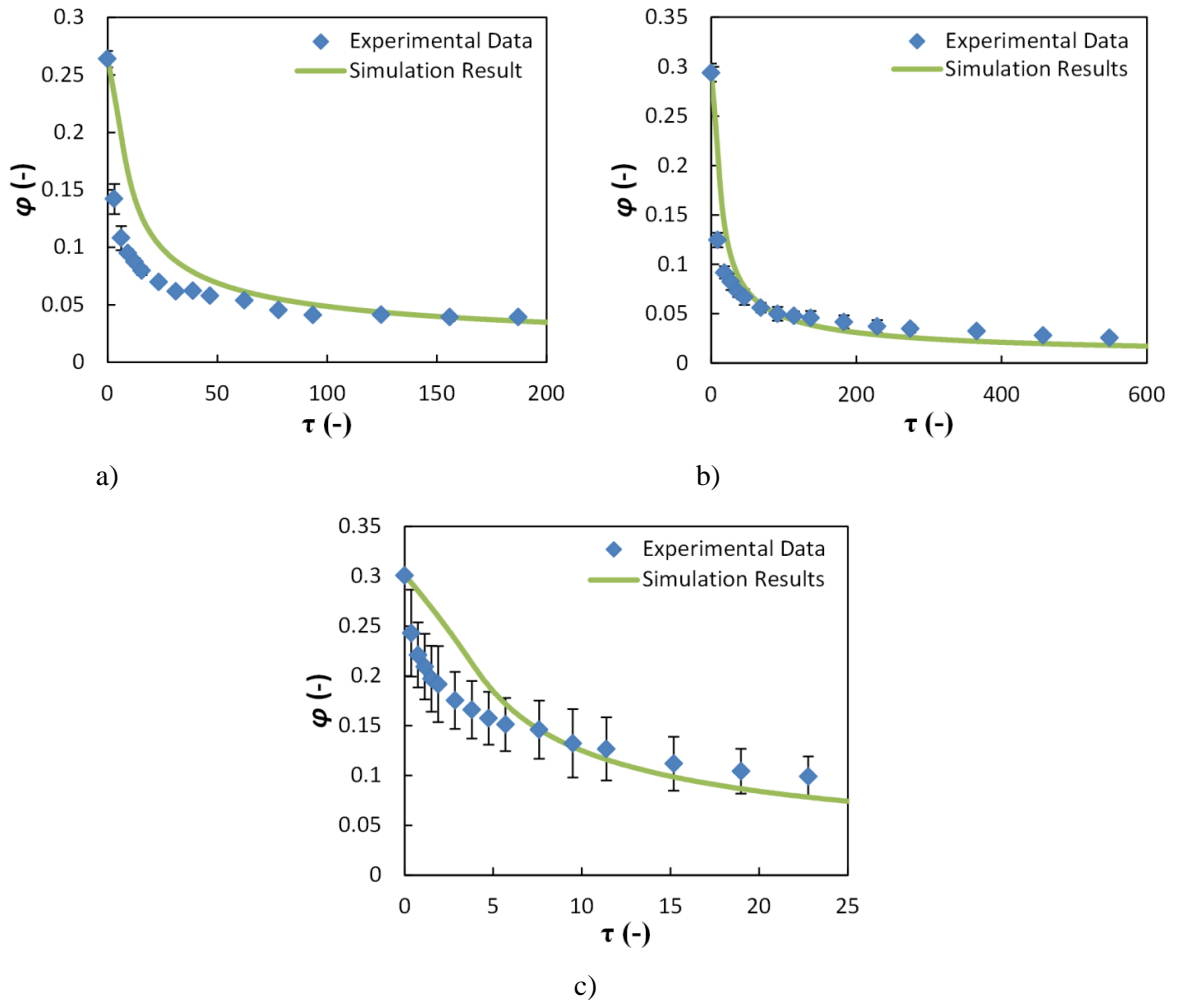 0.3
0.25
0.2
0.15
0.1
0.05
0
φ (-)
Experimental Data
Simulation Result
0 50 100 150 200
τ (-)
a)
0.35
0.3
0.25
0.2
0.15
0.1
0.05
0
φ (-)
Experimental Data
Simulation Results
0 200 400 600
τ (-)
b)
0.35
0.3
0.25
0.2
0.15
0.1
0.05
0
φ (-)
Experimental Data
Simulation Results
0 5 10 15 20 25
τ (-)
c)